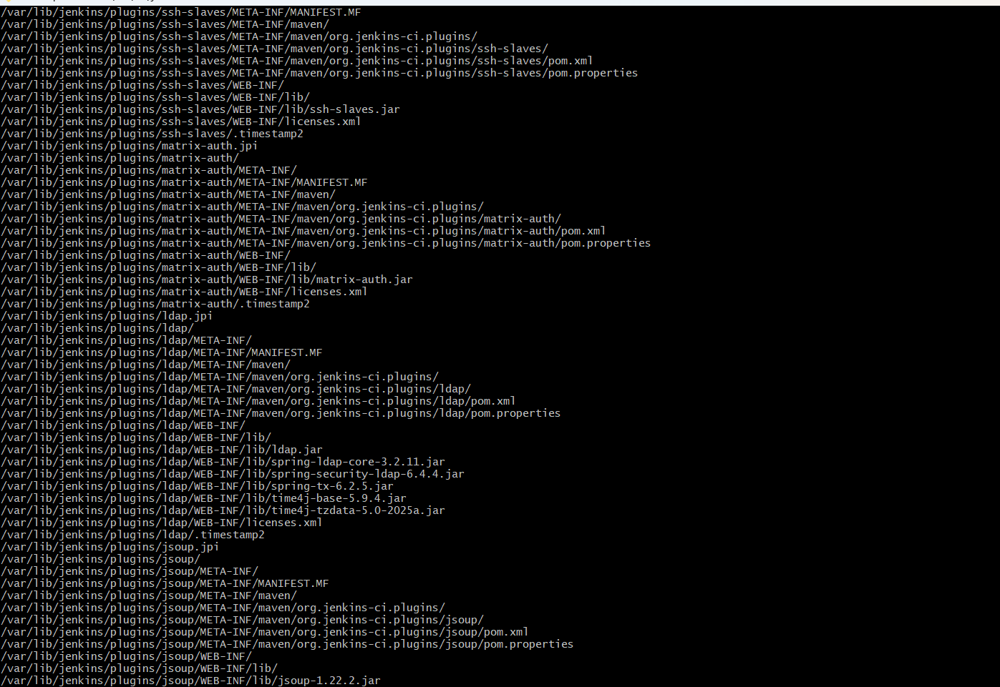 /var/lib/jenkins/plugins/ssh-slaves/META-INF/MANIFEST.MF
/var/lib/jenkins/plugins/ssh-slaves/META-INF/maven/
/var/lib/jenkins/plugins/ssh-slaves/META-INF/maven/org.jenkins-ci.plugins/
/var/lib/jenkins/plugins/ssh-slaves/META-INF/maven/org.jenkins-ci.plugins/ssh-slaves/
/var/lib/jenkins/plugins/ssh-slaves/META-INF/maven/org.jenkins-ci.plugins/ssh-slaves/pom.xml
/var/lib/jenkins/plugins/ssh-slaves/META-INF/maven/org.jenkins-ci.plugins/ssh-slaves/pom.properties
/var/lib/jenkins/plugins/ssh-slaves/WEB-INF/
/var/lib/jenkins/plugins/ssh-slaves/WEB-INF/lib/
/var/lib/jenkins/plugins/ssh-slaves/WEB-INF/lib/ssh-slaves.jar
/var/lib/jenkins/plugins/ssh-slaves/WEB-INF/licenses.xml
/var/lib/jenkins/plugins/ssh-slaves/.timestamp2
/var/lib/jenkins/plugins/matrix-auth.jpi
/var/lib/jenkins/plugins/matrix-auth/
/var/lib/jenkins/plugins/matrix-auth/META-INF/
/var/lib/jenkins/plugins/matrix-auth/META-INF/MANIFEST.MF
/var/lib/jenkins/plugins/matrix-auth/META-INF/maven/
/var/lib/jenkins/plugins/matrix-auth/META-INF/maven/org.jenkins-ci.plugins/
/var/lib/jenkins/plugins/matrix-auth/META-INF/maven/org.jenkins-ci.plugins/matrix-auth/
/var/lib/jenkins/plugins/matrix-auth/META-INF/maven/org.jenkins-ci.plugins/matrix-auth/pom.xml
/var/lib/jenkins/plugins/matrix-auth/META-INF/maven/org.jenkins-ci.plugins/matrix-auth/pom.properties
/var/lib/jenkins/plugins/matrix-auth/WEB-INF/
/var/lib/jenkins/plugins/matrix-auth/WEB-INF/lib/
/var/lib/jenkins/plugins/matrix-auth/WEB-INF/lib/matrix-auth.jar
/var/lib/jenkins/plugins/matrix-auth/WEB-INF/licenses.xml
/var/lib/jenkins/plugins/matrix-auth/.timestamp2
/var/lib/jenkins/plugins/ldap.jpi
/var/lib/jenkins/plugins/ldap/
/var/lib/jenkins/plugins/ldap/META-INF/
/var/lib/jenkins/plugins/ldap/META-INF/MANIFEST.MF
/var/lib/jenkins/plugins/ldap/META-INF/maven/
/var/lib/jenkins/plugins/ldap/META-INF/maven/org.jenkins-ci.plugins/
/var/lib/jenkins/plugins/ldap/META-INF/maven/org.jenkins-ci.plugins/ldap/
/var/lib/jenkins/plugins/ldap/META-INF/maven/org.jenkins-ci.plugins/ldap/pom.xml
/var/lib/jenkins/plugins/ldap/META-INF/maven/org.jenkins-ci.plugins/ldap/pom.properties
/var/lib/jenkins/plugins/ldap/WEB-INF/
/var/lib/jenkins/plugins/ldap/WEB-INF/lib/
/var/lib/jenkins/plugins/ldap/WEB-INF/lib/ldap.jar
/var/lib/jenkins/plugins/ldap/WEB-INF/lib/spring-ldap-core-3.2.11.jar
/var/lib/jenkins/plugins/ldap/WEB-INF/lib/spring-security-ldap-6.4.4.jar
/var/lib/jenkins/plugins/ldap/WEB-INF/lib/spring-tx-6.2.5.jar
/var/lib/jenkins/plugins/ldap/WEB-INF/lib/time4j-base-5.9.4.jar
/var/lib/jenkins/plugins/ldap/WEB-INF/lib/time4j-tzdata-5.0-2025a.jar
/var/lib/jenkins/plugins/ldap/WEB-INF/licenses.xml
/var/lib/jenkins/plugins/ldap/.timestamp2
/var/lib/jenkins/plugins/jsoup.jpi
/var/lib/jenkins/plugins/jsoup/
/var/lib/jenkins/plugins/jsoup/META-INF/
/var/lib/jenkins/plugins/jsoup/META-INF/MANIFEST.MF
/var/lib/jenkins/plugins/jsoup/META-INF/maven/
/var/lib/jenkins/plugins/jsoup/META-INF/maven/org.jenkins-ci.plugins/
/var/lib/jenkins/plugins/jsoup/META-INF/maven/org.jenkins-ci.plugins/jsoup/
/var/lib/jenkins/plugins/jsoup/META-INF/maven/org.jenkins-ci.plugins/jsoup/pom.xml
/var/lib/jenkins/plugins/jsoup/META-INF/maven/org.jenkins-ci.plugins/jsoup/pom.properties
/var/lib/jenkins/plugins/jsoup/WEB-INF/
/var/lib/jenkins/plugins/jsoup/WEB-INF/lib/
/var/lib/jenkins/plugins/jsoup/WEB-INF/lib/jsoup-1.22.2.jar